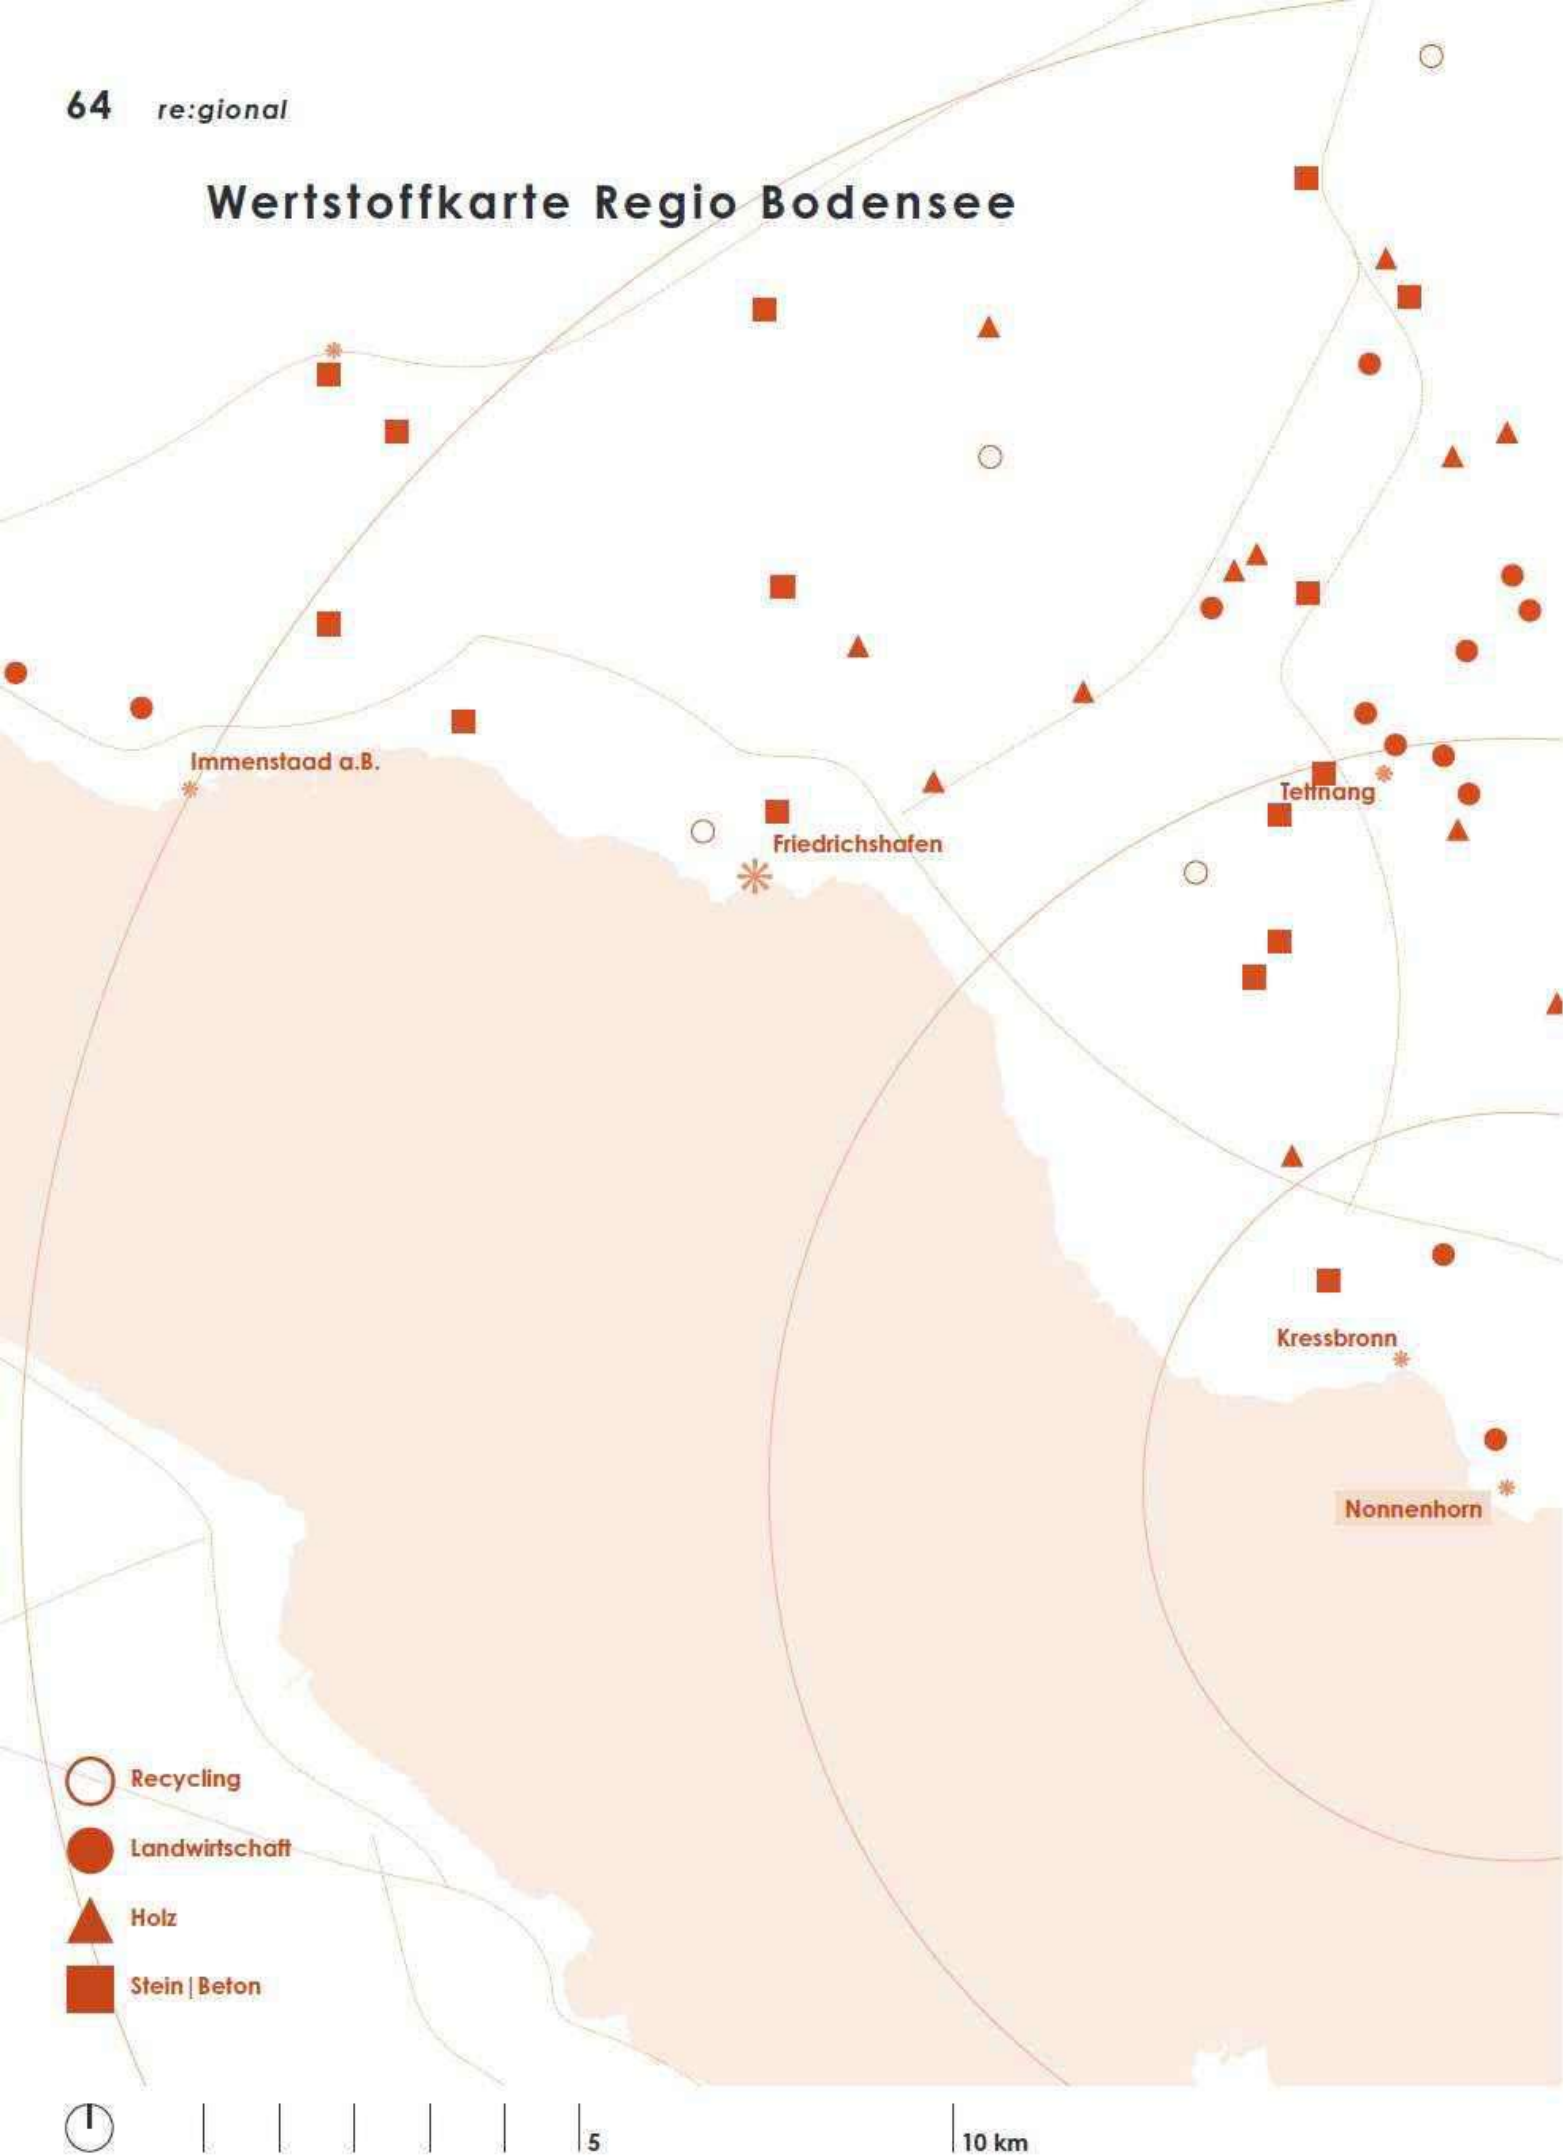 64 re:gional
Wertstoffkarte Regio Bodensee
Immenstaad a.B.
Tettnang
Friedrichshafen
Kressbronn
Nonnenhorn
Recycling
Landwirtschaft
Holz
Stein|Beton
5
10 km